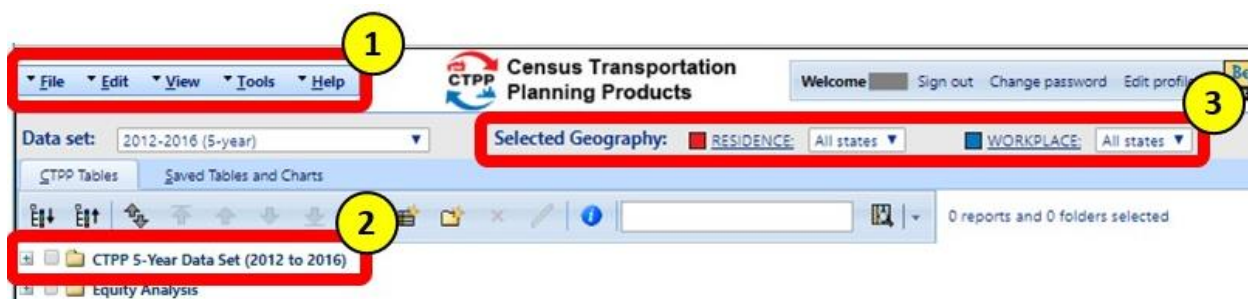 1
File Edit View Tools Help
CTPP Census Transportation Planning Products
Welcome Sign out Change password Edit profile
3
Data set: 2012-2016 (5-year) Selected Geography: RESIDENCE: All states WORKPLACE: All states
CTPP Tables Saved Tables and Charts
2
0 reports and 0 folders selected
CTPP 5-Year Data Set (2012 to 2016)
Equity Analysis